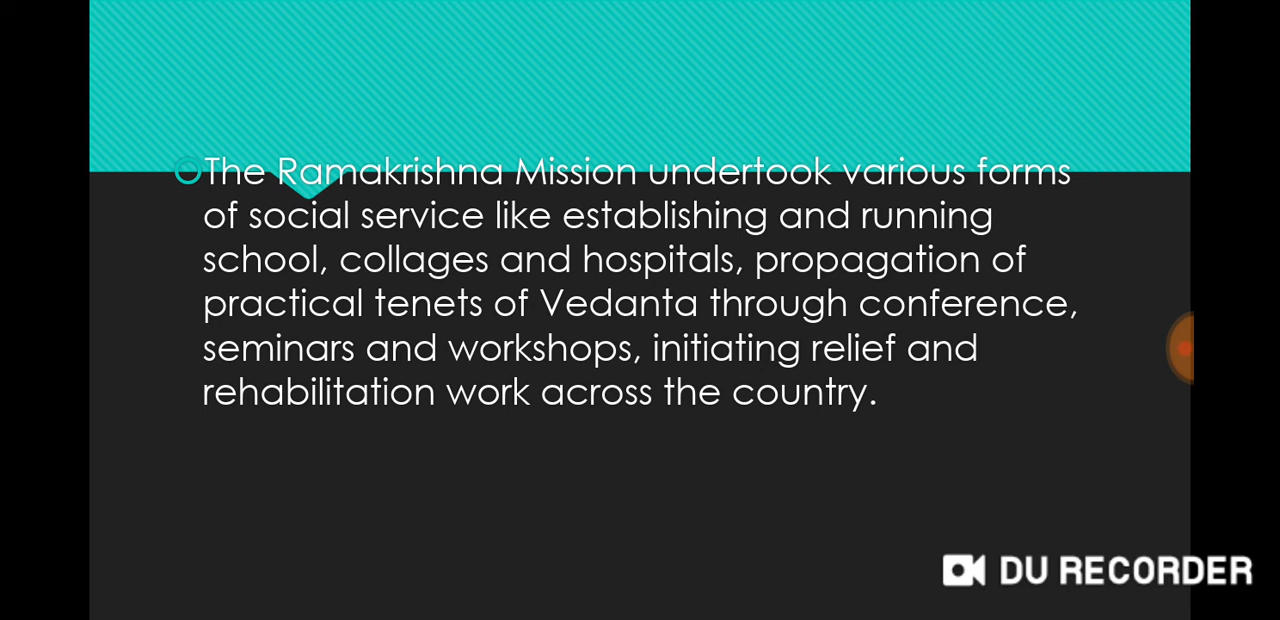 The Ramakrishna Mission undertook various forms
of social service like establishing and running
school, collages and hospitals, propagation of
practical tenets of Vedanta through conference,
seminars and workshops, initiating relief and
rehabilitation work across the country.
DU RECORDER